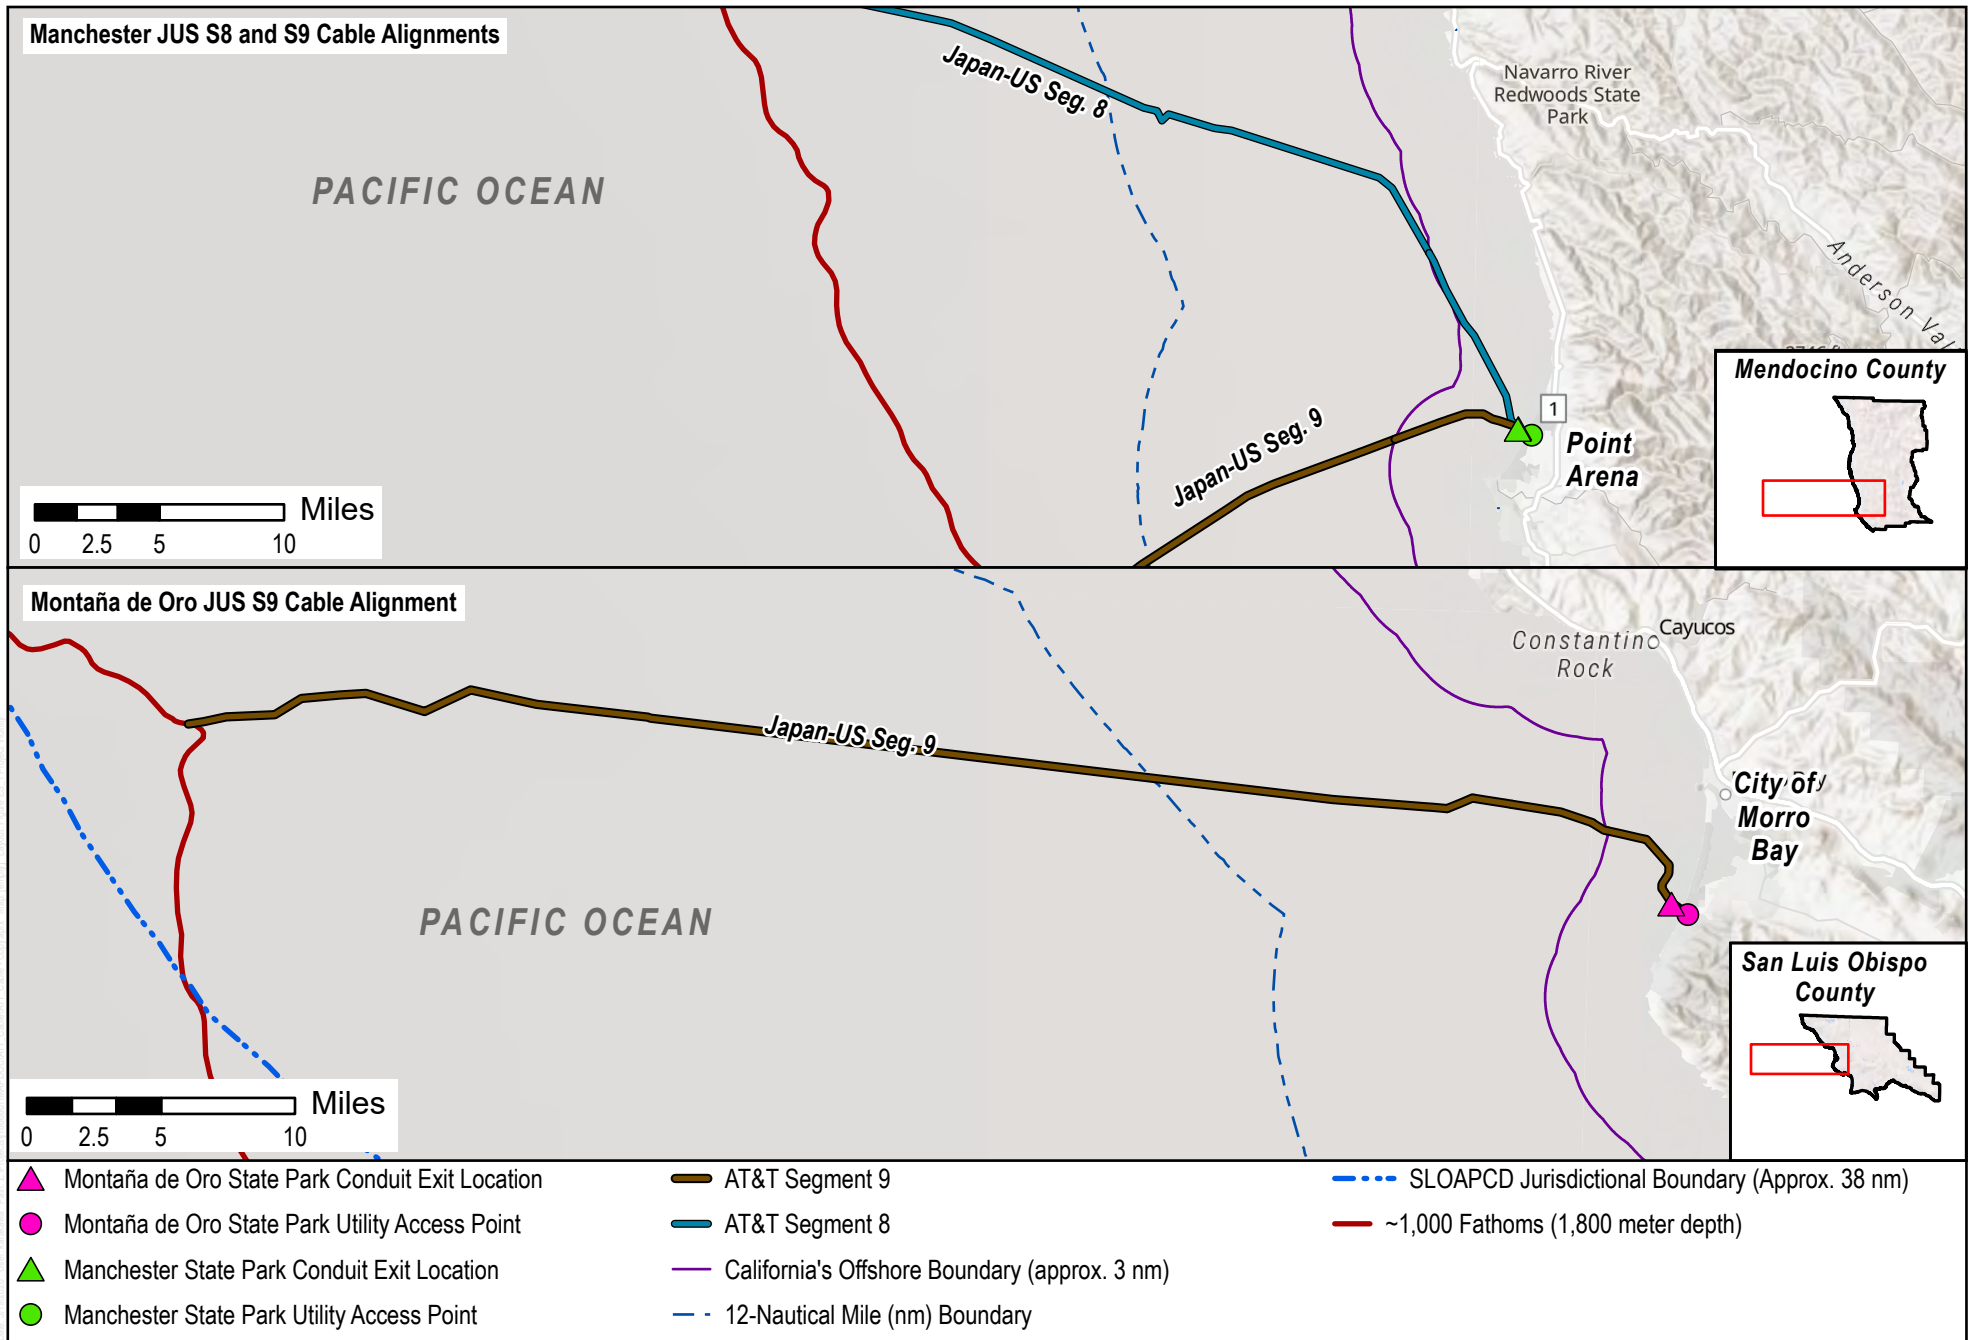 Manchester JUS S8 and S9 Cable Alignments
Japan-US Seg. 8
Navarro River
Redwoods State
Park
PACIFIC OCEAN
Anderson Val
Mendocino County
Japan-US Seg. 9
1
Point
Arena
Miles
0 2.5 5 10
Montaña de Oro JUS S9 Cable Alignment
Cayucos
Constantino
Rock
Japan-US Seg. 9
City of
Morro
Bay
PACIFIC OCEAN
San Luis Obispo
County
Miles
0 2.5 5 10
Montaña de Oro State Park Conduit Exit Location
Montaña de Oro State Park Utility Access Point
Manchester State Park Conduit Exit Location
Manchester State Park Utility Access Point
AT&T Segment 9
AT&T Segment 8
California's Offshore Boundary (approx. 3 nm)
12-Nautical Mile (nm) Boundary
SLOAPCD Jurisdictional Boundary (Approx. 38 nm)
~1,000 Fathoms (1,800 meter depth)